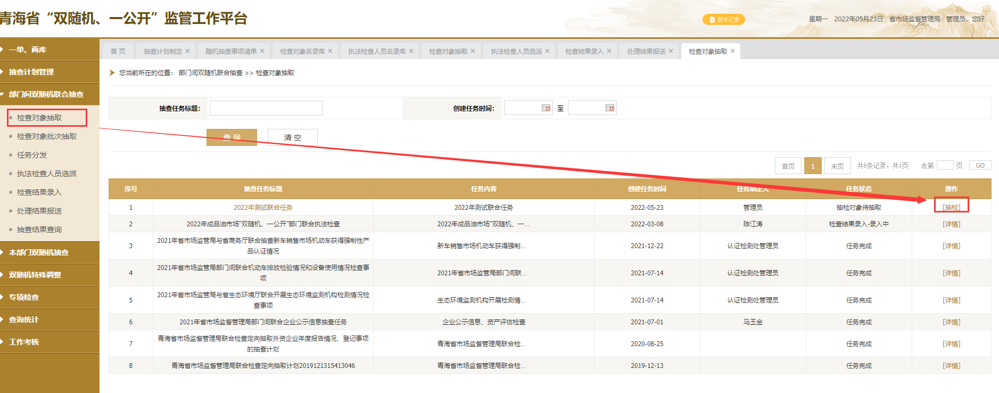 青海省“双随机、一公开”监管工作平台
版本记录
星期一 2022年05月23日 省市场监督管理局 管理员，您好
一单、两库
抽查计划管理
部门间双随机联合抽查
检查对象抽取
检查对象批次抽取
任务分发
执法检查人员选派
检查结果录入
处理结果报送
抽查结果查询
本部门双随机抽查
双随机特殊调整
专项检查
查询统计
工作考核
首 页 抽查计划制定 随机抽查事项清单 检查对象名录库 执法检查人员名录库 检查对象抽取 执法检查人员选派 检查结果录入 处理结果报送 检查对象抽取
您当前所在的位置： 部门间双随机联合抽查 >> 检查对象抽取
抽查任务标题： 创建任务时间： 至
查 询 清 空
首页 1 末页 共8条记录，共1页 去第 页 GO
序号 抽查任务标题 任务内容 创建任务时间 任务制定人 任务状态 操作
1 2022年测试联合任务 2022年测试联合任务 2022-05-23 管理员 抽检对象待抽取 [抽检]
2 2022年成品油市场“双随机、一公开”部门联合执法检查 2022年成品油市场“双随机、一... 2022-03-08 陈江涛 检查结果录入-录入中 [详情]
3 2021年省市场监管局与省商务厅联合抽查新车销售市场机动车获得强制性产
品认证情况 新车销售市场机动车获得强制... 2021-12-22 认证检测处管理员 任务完成 [详情]
4 2021年省市场监管局部门间联合机动车排放检验情况和设备使用情况检查事
项 2021年省市场监管局部门间联... 2021-07-14 认证检测处管理员 任务完成 [详情]
5 2021年省市场监管局与省生态环境厅联合开展生态环境监测机构检测情况检
查事项 生态环境监测机构开展检测情... 2021-07-14 认证检测处管理员 任务完成 [详情]
6 2021年省市场监督管理局部门间联合企业公示信息抽查任务 企业公示信息、资产评估检查 2021-07-01 马玉金 任务完成 [详情]
7 青海省市场监督管理局联合检查定向抽取外资企业年度报告情况、登记事项
的抽查计划 青海省市场监督管理局联合检... 2020-08-25 任务完成 [详情]
8 青海省市场监督管理局联合检查定向抽取计划2019121315413046 青海省市场监督管理局联合检... 2019-12-13 任务完成 [详情]